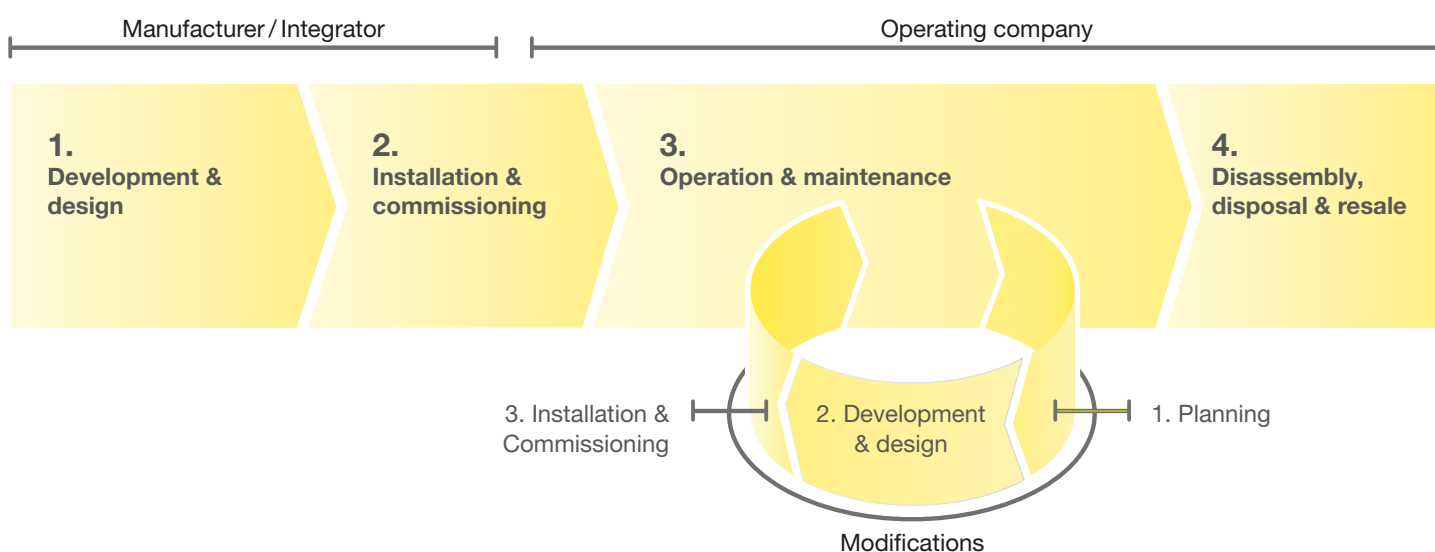 Manufacturer / Integrator
Operating company
1.
Development &
design
2.
Installation &
commissioning
3.
Operation & maintenance
4.
Disassembly,
disposal & resale
3. Installation &
Commissioning
2. Development
& design
1. Planning
Modifications